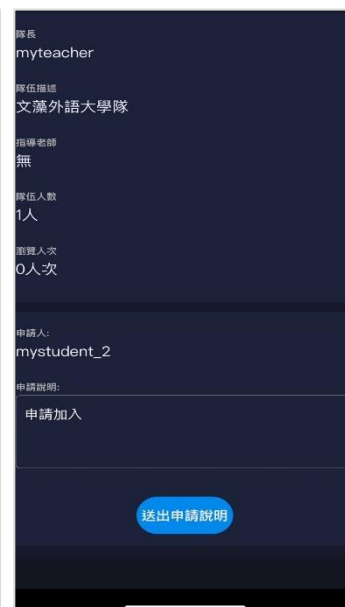 隊長
myteacher
隊伍描述
文藻外語大學隊
指導老師
無
隊伍人數
1人
瀏覽人次
0人次
申請人:
mystudent_2
申請說明:
申請加入
送出申請說明